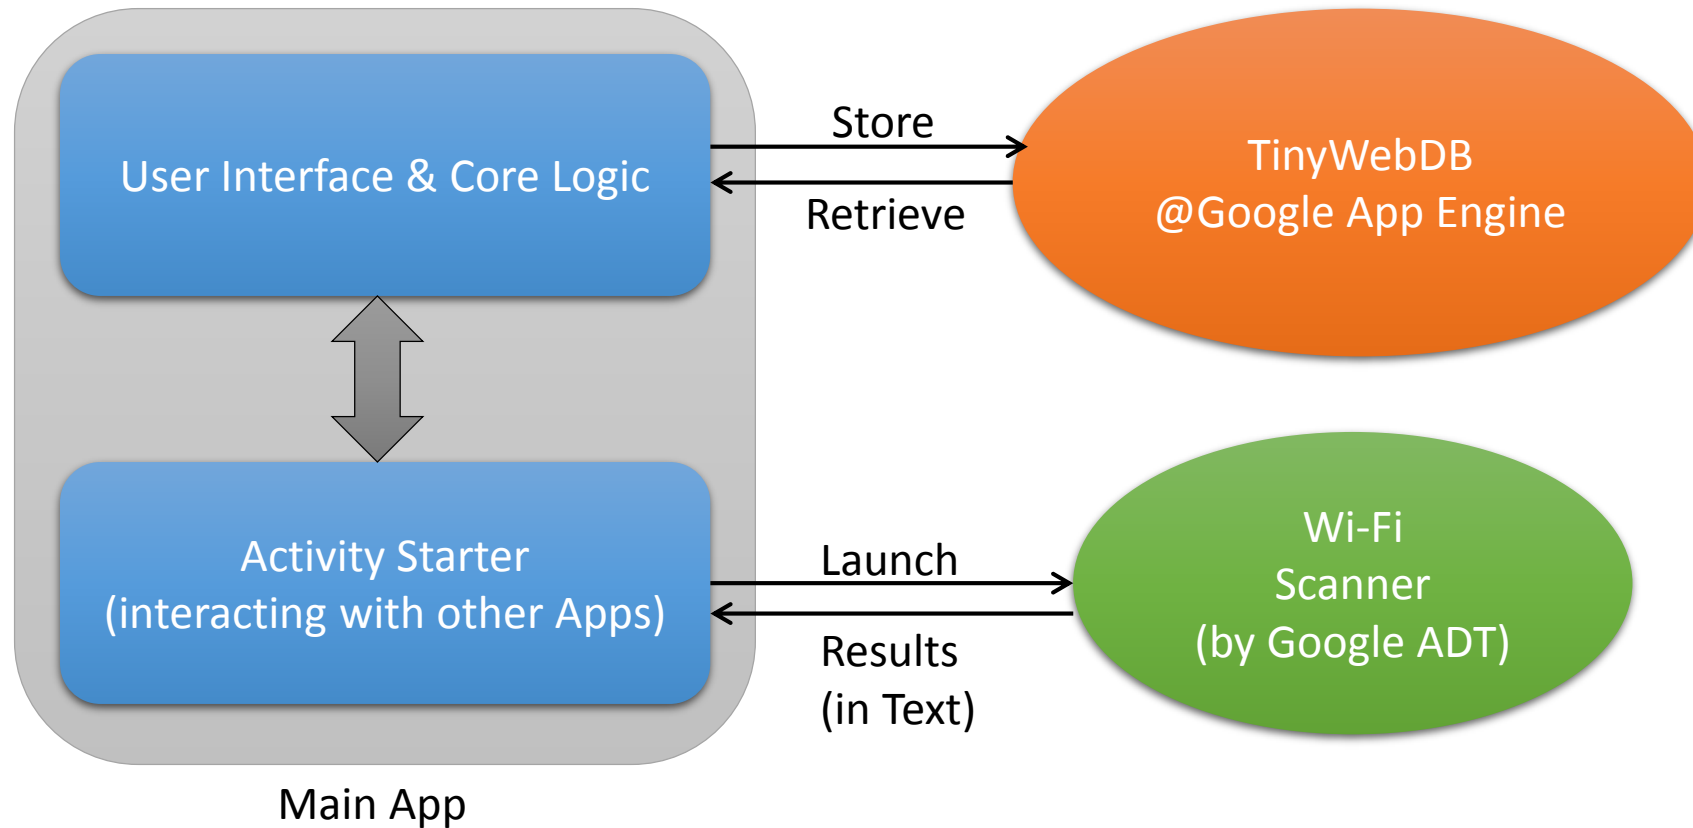 User Interface & Core Logic
Store
Retrieve
TinyWebDB
@Google App Engine
Activity Starter
(interacting with other Apps)
Launch
Results
(in Text)
Wi-Fi
Scanner
(by Google ADT)
Main App